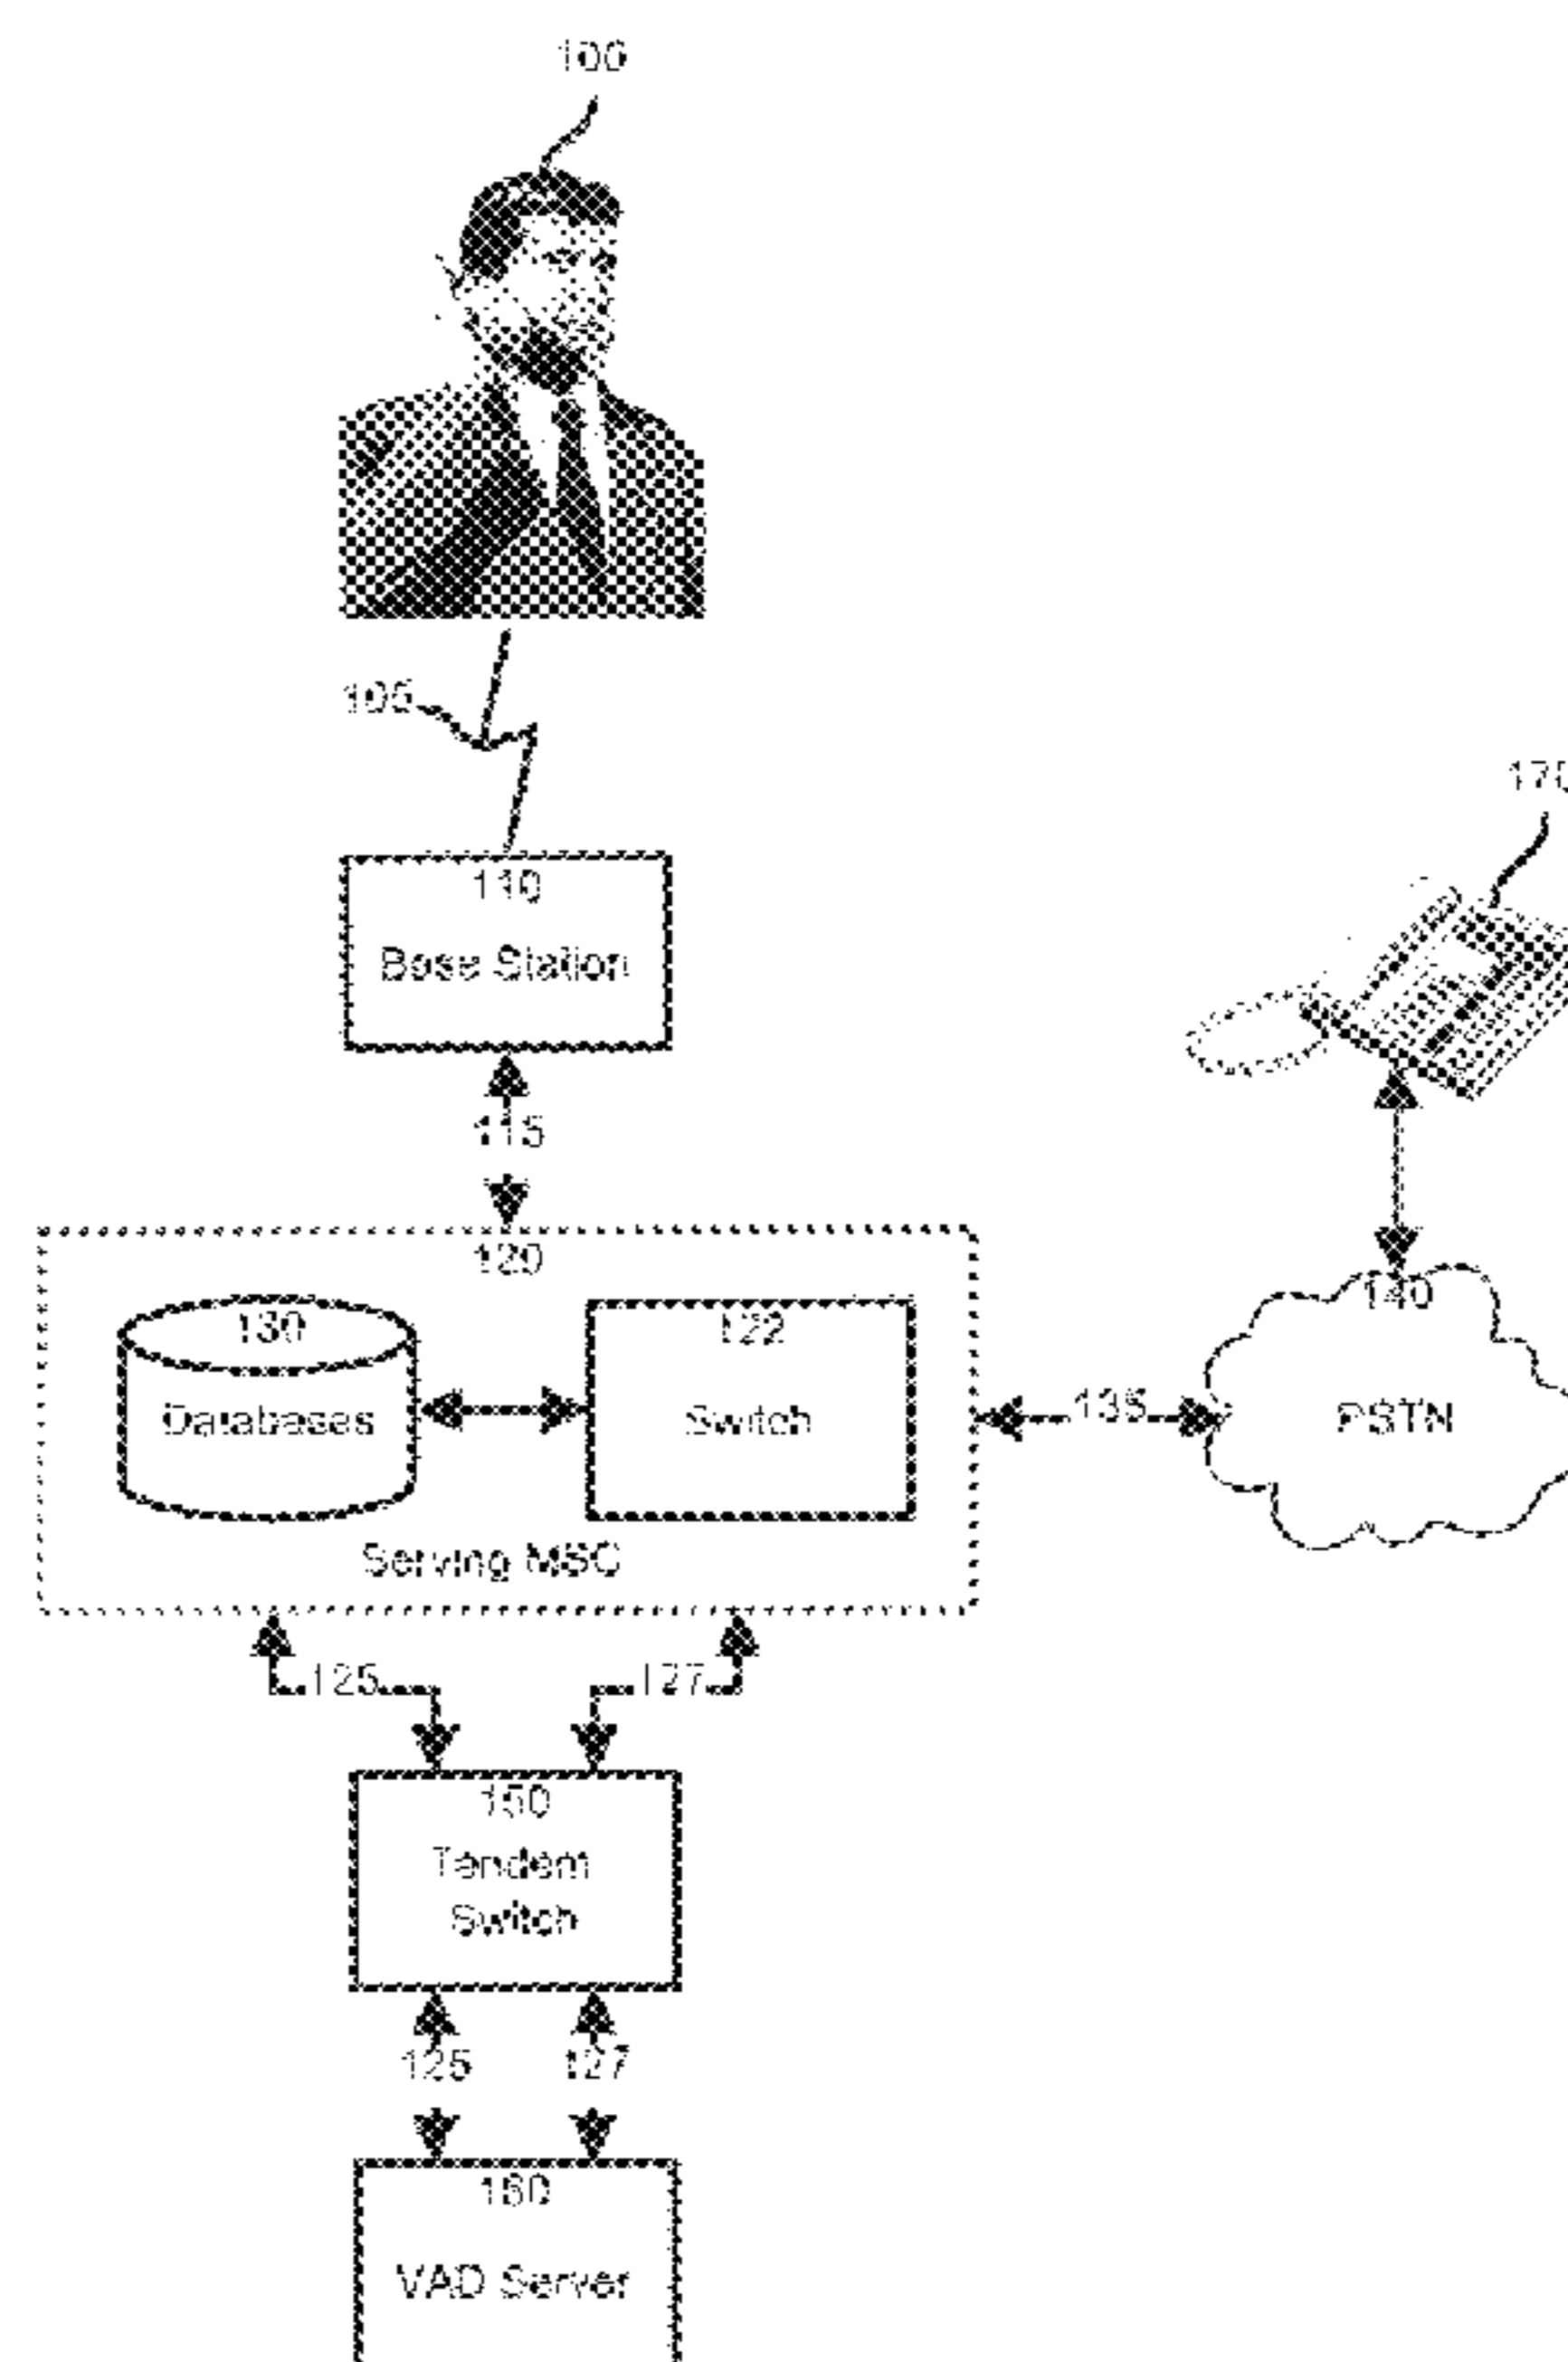 100
105
170
110
Base Station
115
120
130
122
140
Databases
Switch
135
PSTN
Serving MSC
125
127
150
Tandem
Switch
125
127
160
VAD Server